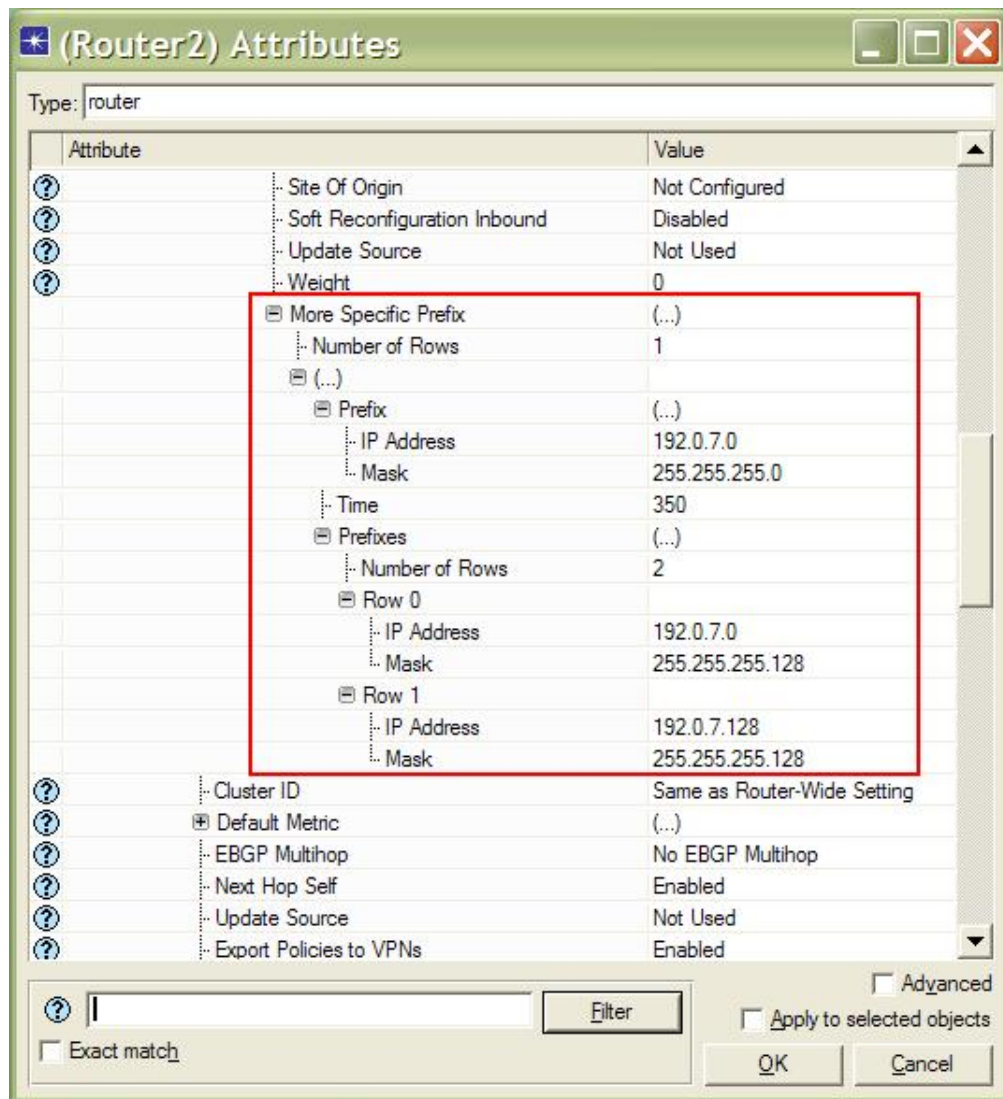 (Router2) Attributes
Type: router
Attribute Value
Site Of Origin Not Configured
Soft Reconfiguration Inbound Disabled
Update Source Not Used
Weight 0
More Specific Prefix (...)
Number of Rows 1
(...)
Prefix (...)
IP Address 192.0.7.0
Mask 255.255.255.0
Time 350
Prefixes (...)
Number of Rows 2
Row 0
IP Address 192.0.7.0
Mask 255.255.255.128
Row 1
IP Address 192.0.7.128
Mask 255.255.255.128
Cluster ID Same as Router-Wide Setting
Default Metric (...)
EBGP Multihop No EBGP Multihop
Next Hop Self Enabled
Update Source Not Used
Export Policies to VPNs Enabled
Advanced
Filter
Apply to selected objects
Exact match
OK Cancel